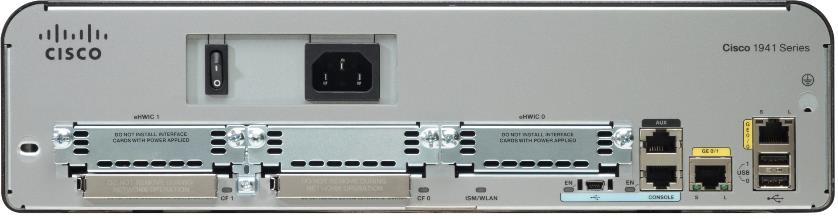 CISCO
Cisco 1941 Series
eHWIC 1
eHWIC 0
DO NOT INSTALL INTERFACE
CARDS WITH POWER APPLIED
DO NOT INSTALL INTERFACE
CARDS WITH POWER APPLIED
AUX
S L
GE 0/0
GE 0/1
DO NOT REMOVE DURING
NETWORK OPERATION
CF 1
DO NOT REMOVE DURING
NETWORK OPERATION
CF 0
ISM/WLAN
EN
EN
CONSOLE
S L
1
USB
0